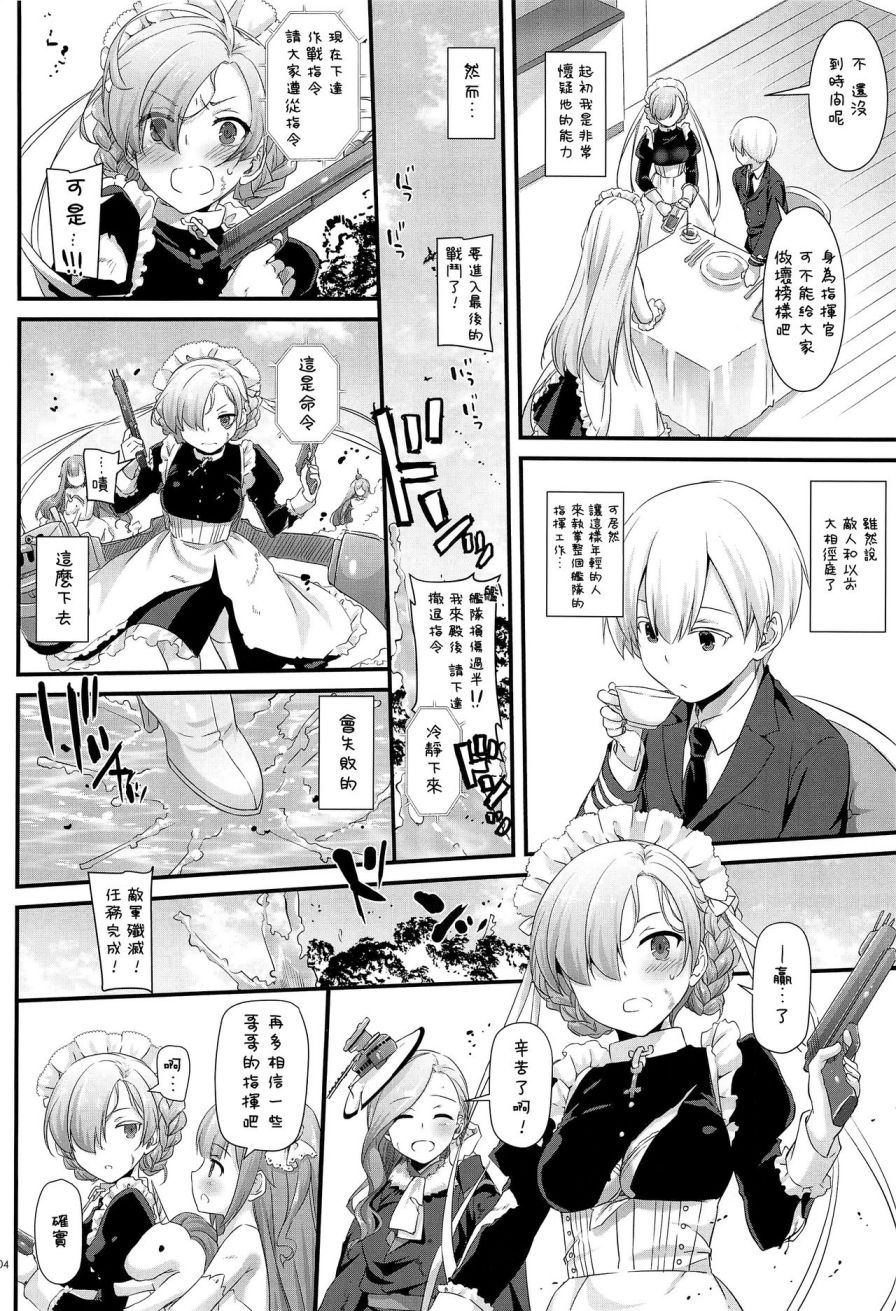 不 還沒
到時間呢
身為指揮官
可不能給大家
做壞榜樣吧
起初我是非常
懷疑他的能力
雖然說
敵人和以前
大相徑庭了
可居然
讓這樣年輕的人
來執掌整個艦隊的
指揮工作…
然而…
要進入最後的
戰鬥了！
艦隊損傷過半！！
我來殿後 請下達
撤退指令
冷靜下來
現在下達
作戰指令
請大家遵從指令
可是…!!!
這是命令
…嘖
這麼下去
會失敗的
敵軍殲滅！
任務完成！
—贏…了
辛苦了啊！
再多相信一些
哥哥的指揮吧
啊…
確實
04